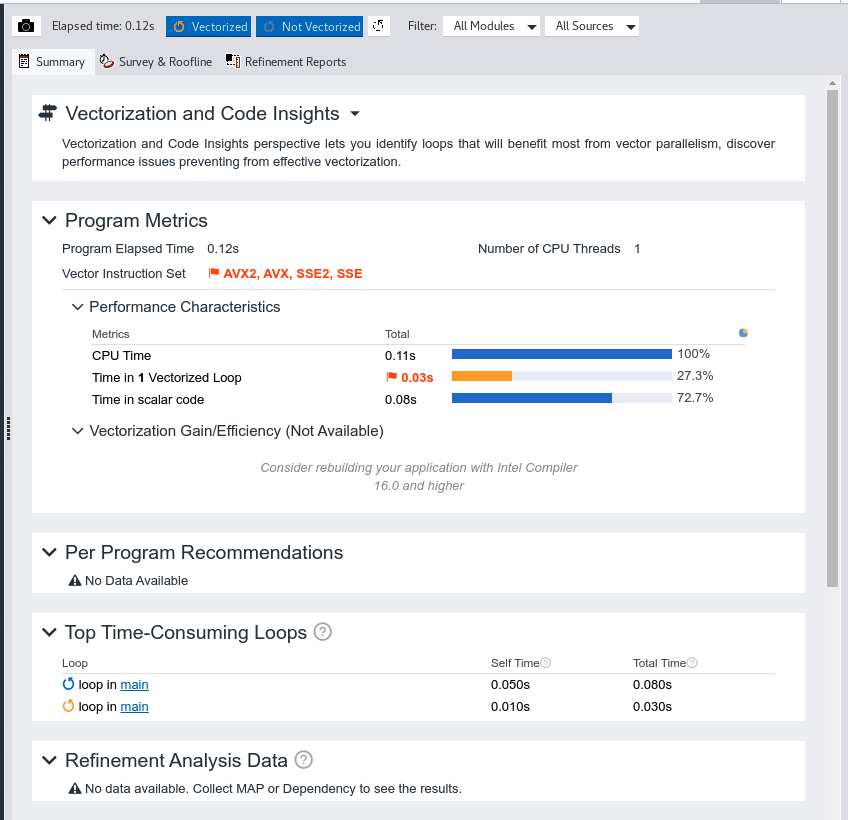 Elapsed time: 0.12s Vectorized Not Vectorized Filter: All Modules All Sources
Summary Survey & Roofline Refinement Reports
Vectorization and Code Insights
Vectorization and Code Insights perspective lets you identify loops that will benefit most from vector parallelism, discover
performance issues preventing from effective vectorization.
Program Metrics
Program Elapsed Time 0.12s Number of CPU Threads 1
Vector Instruction Set AVX2, AVX, SSE2, SSE
Performance Characteristics
Metrics Total
CPU Time 0.11s 100%
Time in 1 Vectorized Loop 0.03s 27.3%
Time in scalar code 0.08s 72.7%
Vectorization Gain/Efficiency (Not Available)
Consider rebuilding your application with Intel Compiler
16.0 and higher
Per Program Recommendations
No Data Available
Top Time-Consuming Loops ?
Loop Self Time ? Total Time ?
loop in main 0.050s 0.080s
loop in main 0.010s 0.030s
Refinement Analysis Data ?
No data available. Collect MAP or Dependency to see the results.